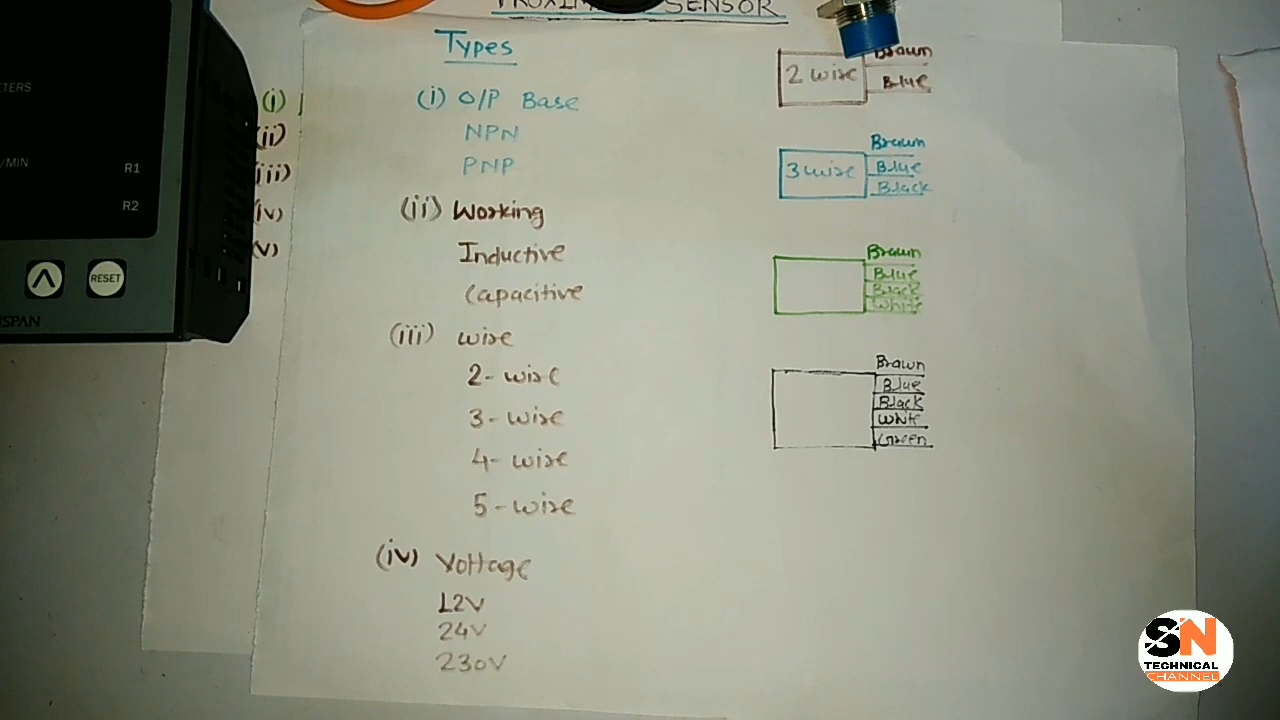 PROXIM SENSOR
Types
(i) O/P Base
NPN
PNP
(ii) Working
Inductive
Capacitive
(iii) wire
2- wire
3- wire
4- wire
5- wire
(iv) Voltage
12V
24V
230V
2 wire
Brown
Blue
3 wire
Brown
Blue
Black
Brown
Blue
Black
White
Brown
Blue
Black
White
Green
(i)
(ii)
(iii)
(iv)
(v)
ETERS
/MIN
R1
R2
RESET
ISPAN
SN
TECHNICAL
CHANNEL